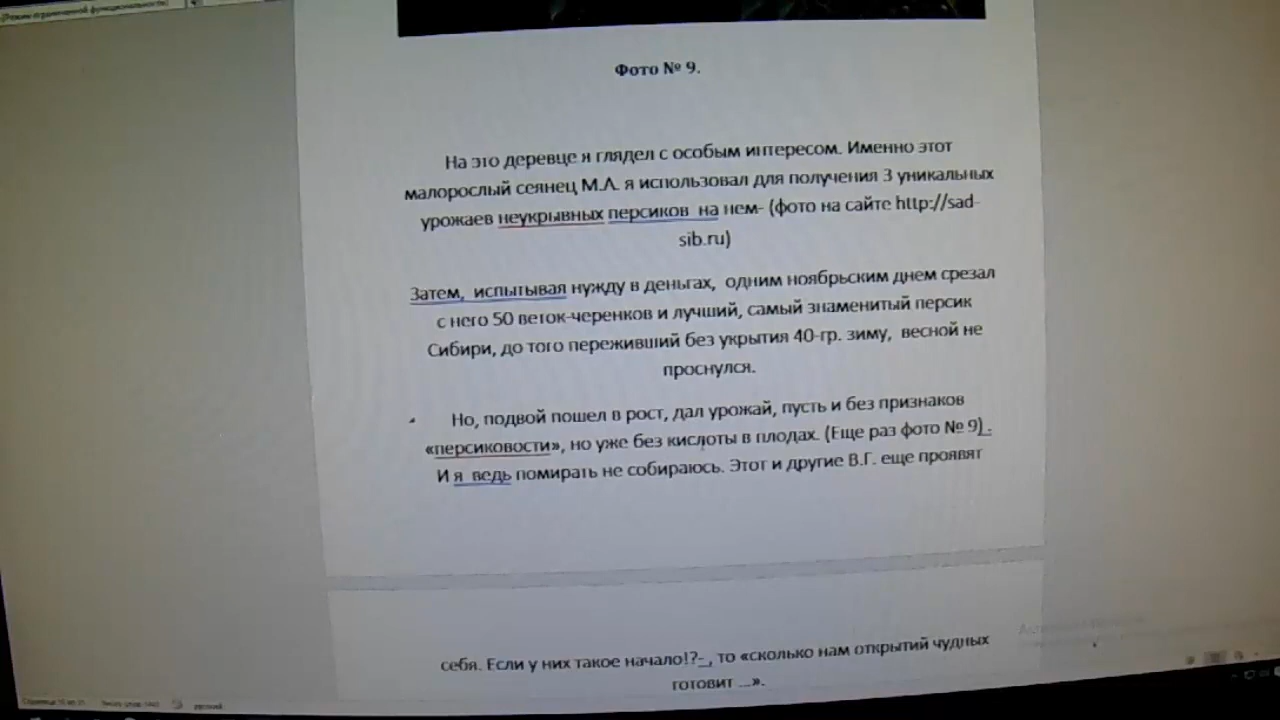 (Режим ограниченной функциональности)
Фото № 9.
На это деревце я глядел с особым интересом. Именно этот
малорослый сеянец М.Л. я использовал для получения 3 уникальных
урожаев неукрывных персиков на нем- (фото на сайте http://sad-
sib.ru)
Затем, испытывая нужду в деньгах, одним ноябрьским днем срезал
с него 50 веток-черенков и лучший, самый знаменитый персик
Сибири, до того переживший без укрытия 40-гр. зиму, весной не
проснулся.
Но, подвой пошел в рост, дал урожай, пусть и без признаков
«персиковости», но уже без кислоты в плодах. (Еще раз фото № 9) .
И я ведь помирать не собираюсь. Этот и другие В.Г. еще проявят
себя. Если у них такое начало!?- , то «сколько нам открытий чудных
готовит ...».
русский